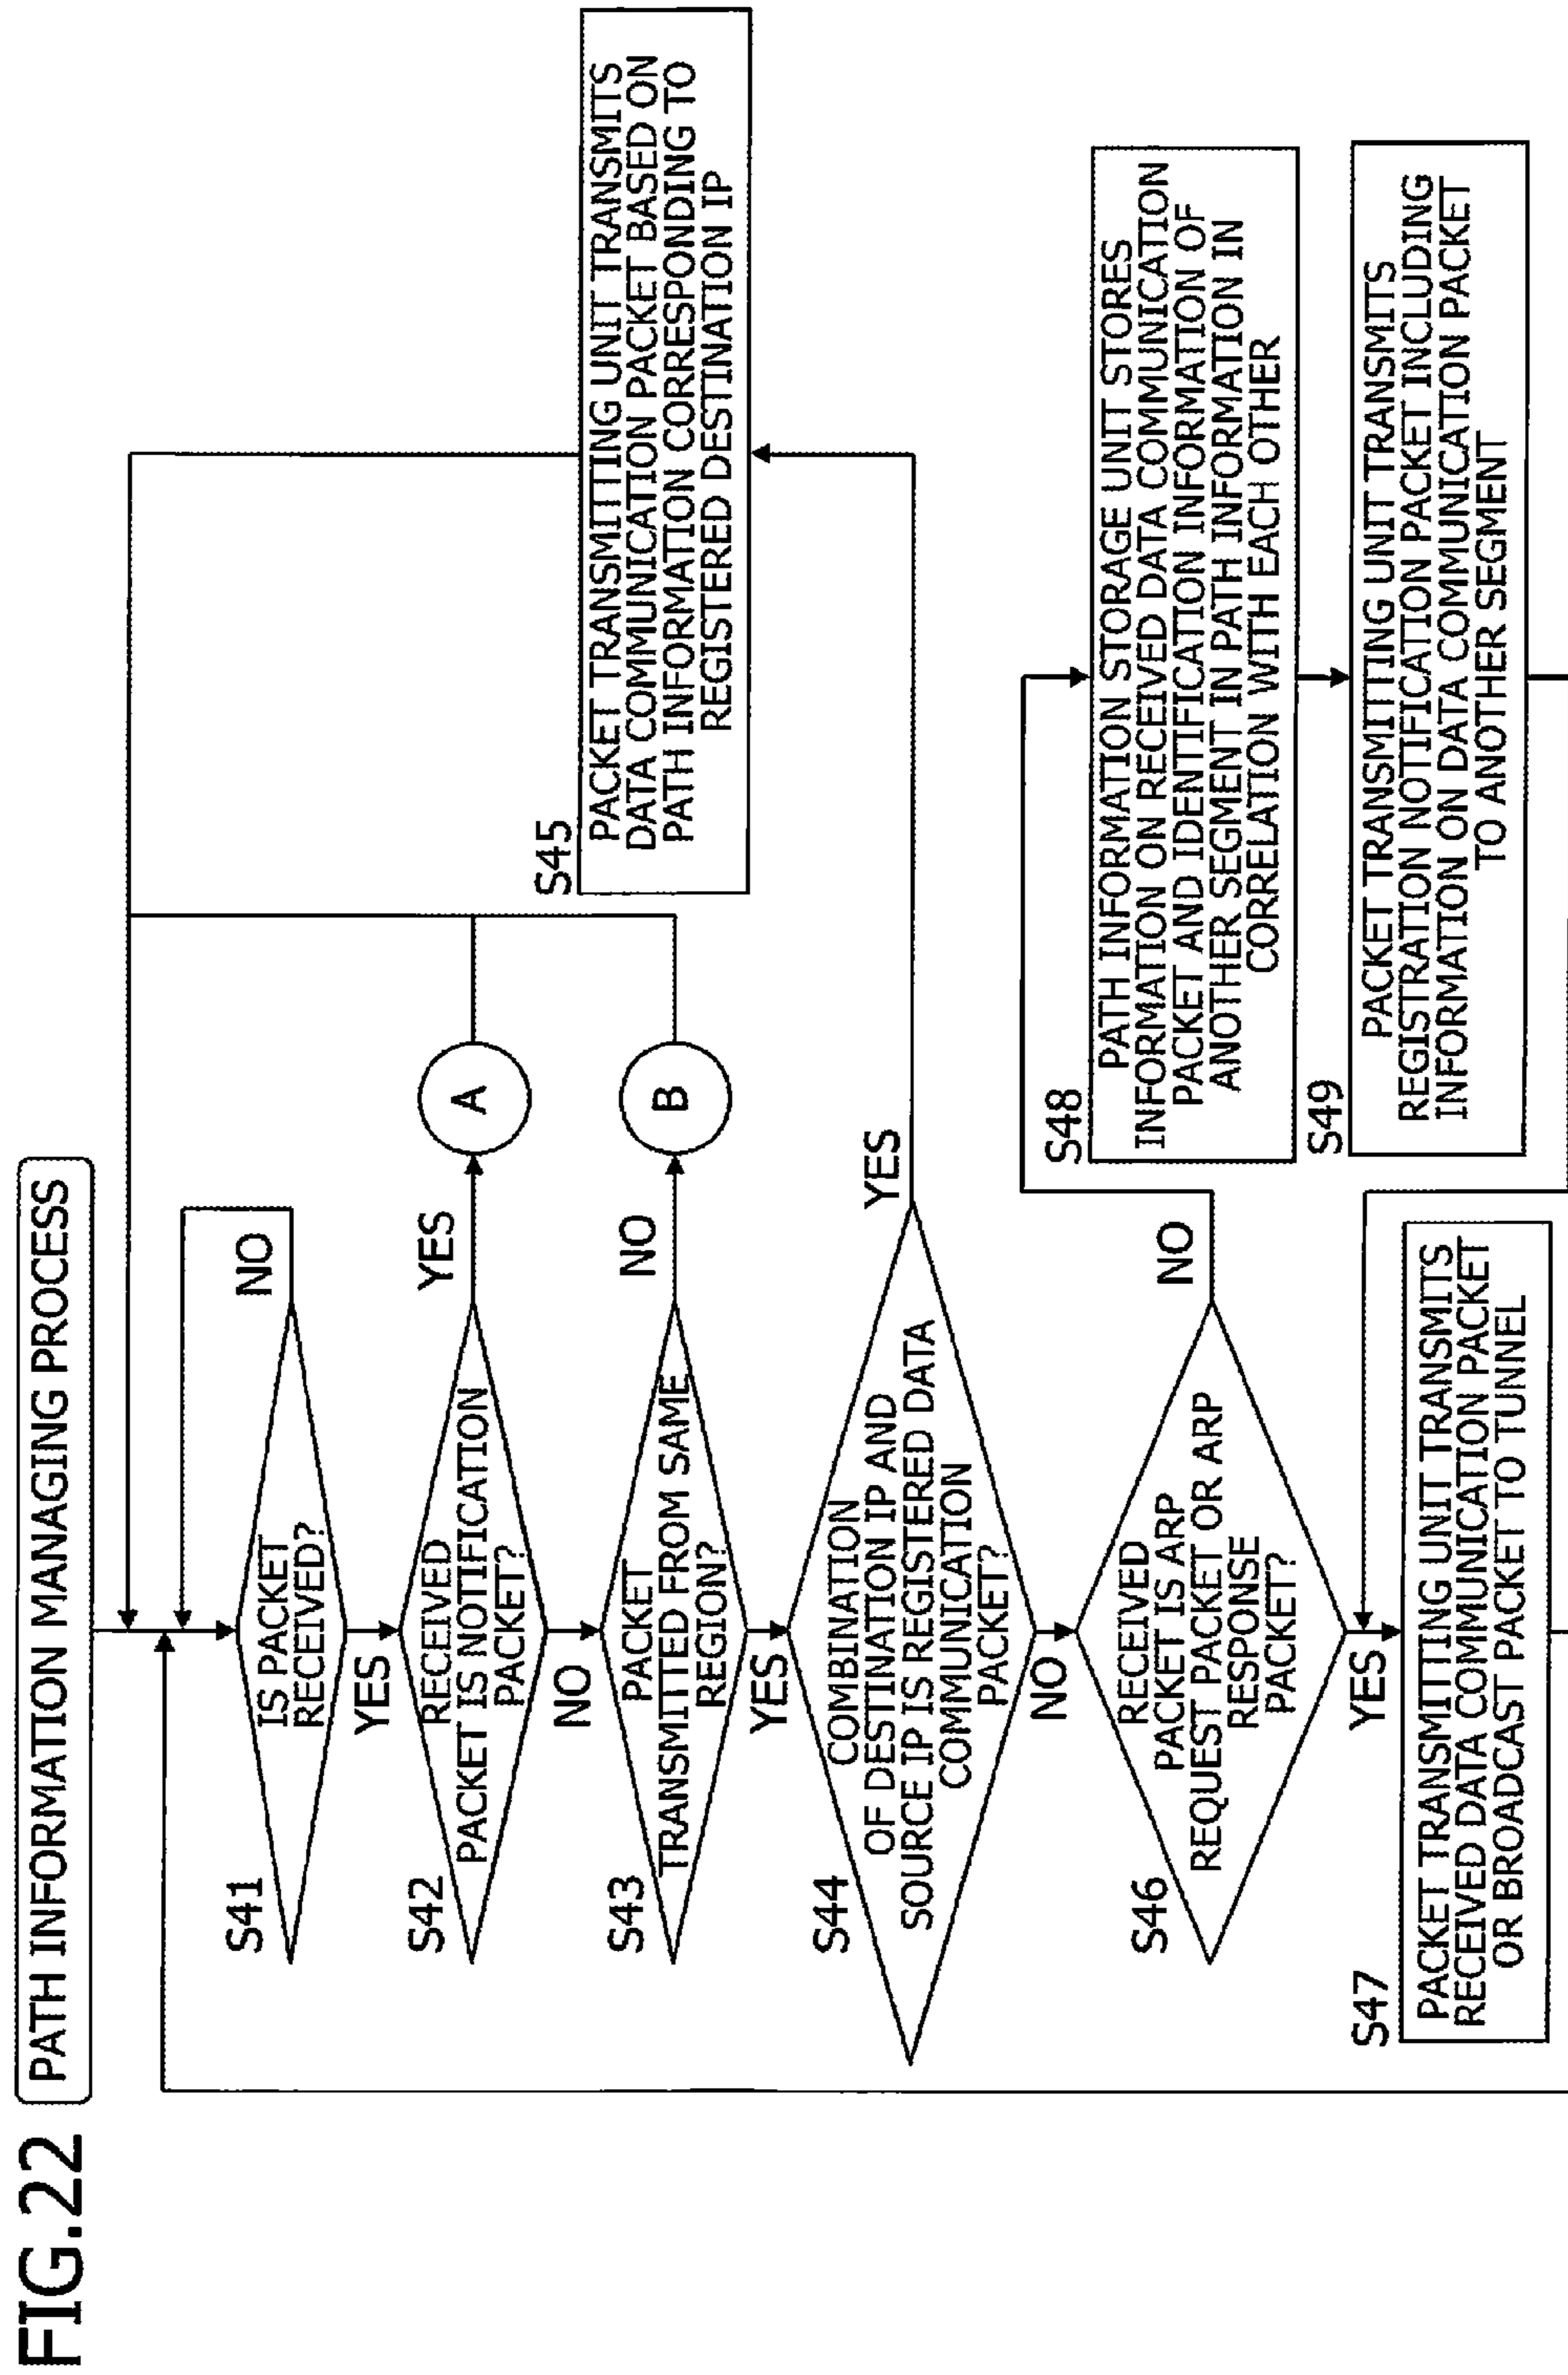 FIG.22
PATH INFORMATION MANAGING PROCESS
S41
IS PACKET
RECEIVED?
NO
YES
S42
RECEIVED
PACKET IS NOTIFICATION
PACKET?
YES
A
NO
S43
PACKET
TRANSMITTED FROM SAME
REGION?
NO
B
YES
S44
COMBINATION
OF DESTINATION IP AND
SOURCE IP IS REGISTERED DATA
COMMUNICATION
PACKET?
YES
NO
S45
PACKET TRANSMITTING UNIT TRANSMITS
DATA COMMUNICATION PACKET BASED ON
PATH INFORMATION CORRESPONDING TO
REGISTERED DESTINATION IP
S46
RECEIVED
PACKET IS ARP
REQUEST PACKET OR ARP
RESPONSE
PACKET?
NO
YES
S47
PACKET TRANSMITTING UNIT TRANSMITS
RECEIVED DATA COMMUNICATION PACKET
OR BROADCAST PACKET TO TUNNEL
S48
PATH INFORMATION STORAGE UNIT STORES
INFORMATION ON RECEIVED DATA COMMUNICATION
PACKET AND IDENTIFICATION INFORMATION OF
ANOTHER SEGMENT IN PATH INFORMATION IN
CORRELATION WITH EACH OTHER
S49
PACKET TRANSMITTING UNIT TRANSMITS
REGISTRATION NOTIFICATION PACKET INCLUDING
INFORMATION ON DATA COMMUNICATION PACKET
TO ANOTHER SEGMENT